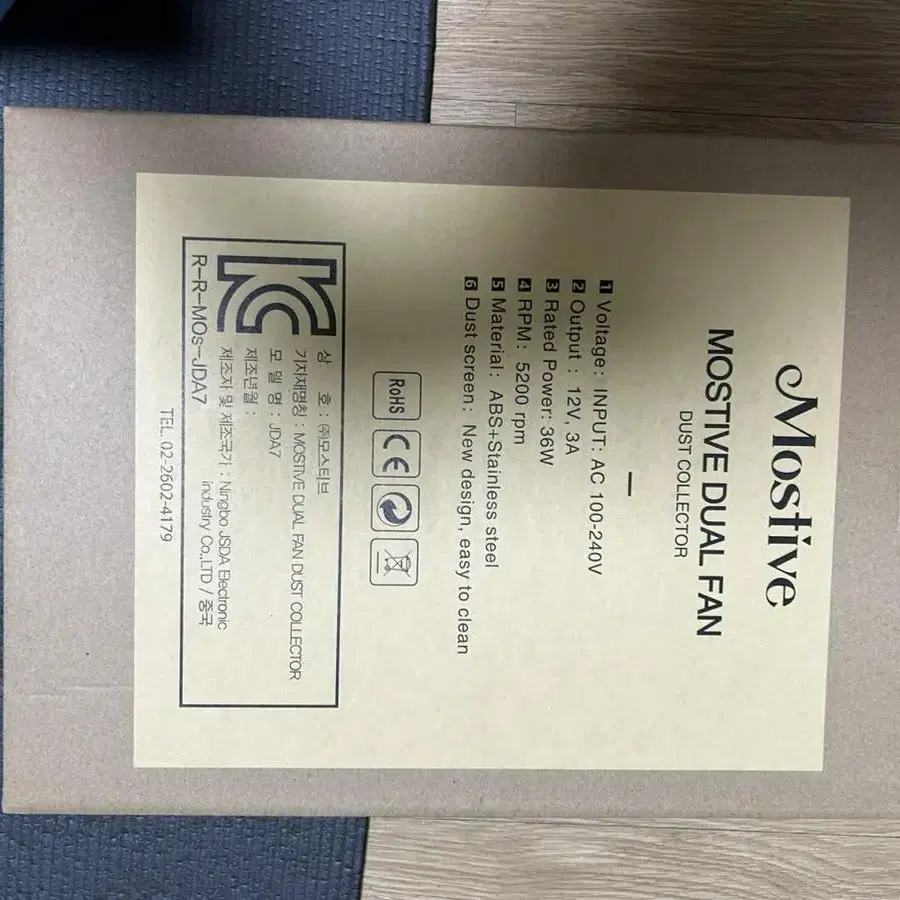 Mostive
MOSTIVE DUAL FAN
DUST COLLECTOR
1 Voltage: INPUT: AC 100-240V
2 Output : 12V, 3A
3 Rated Power: 36W
4 RPM: 5200 rpm
5 Material: ABS+Stainless steel
6 Dust screen: New design, easy to clean
RoHS CE
상 호 : ㈜모스티브
기자재명칭 : MOSTIVE DUAL FAN DUST COLLECTOR
모 델 명 : JDA7
제조년월 :
제조자 및 제조국가 : Ningbo JSDA Electronic
industry Co.,LTD / 중국
R-R-MOs-JDA7
TEL. 02-2602-4179